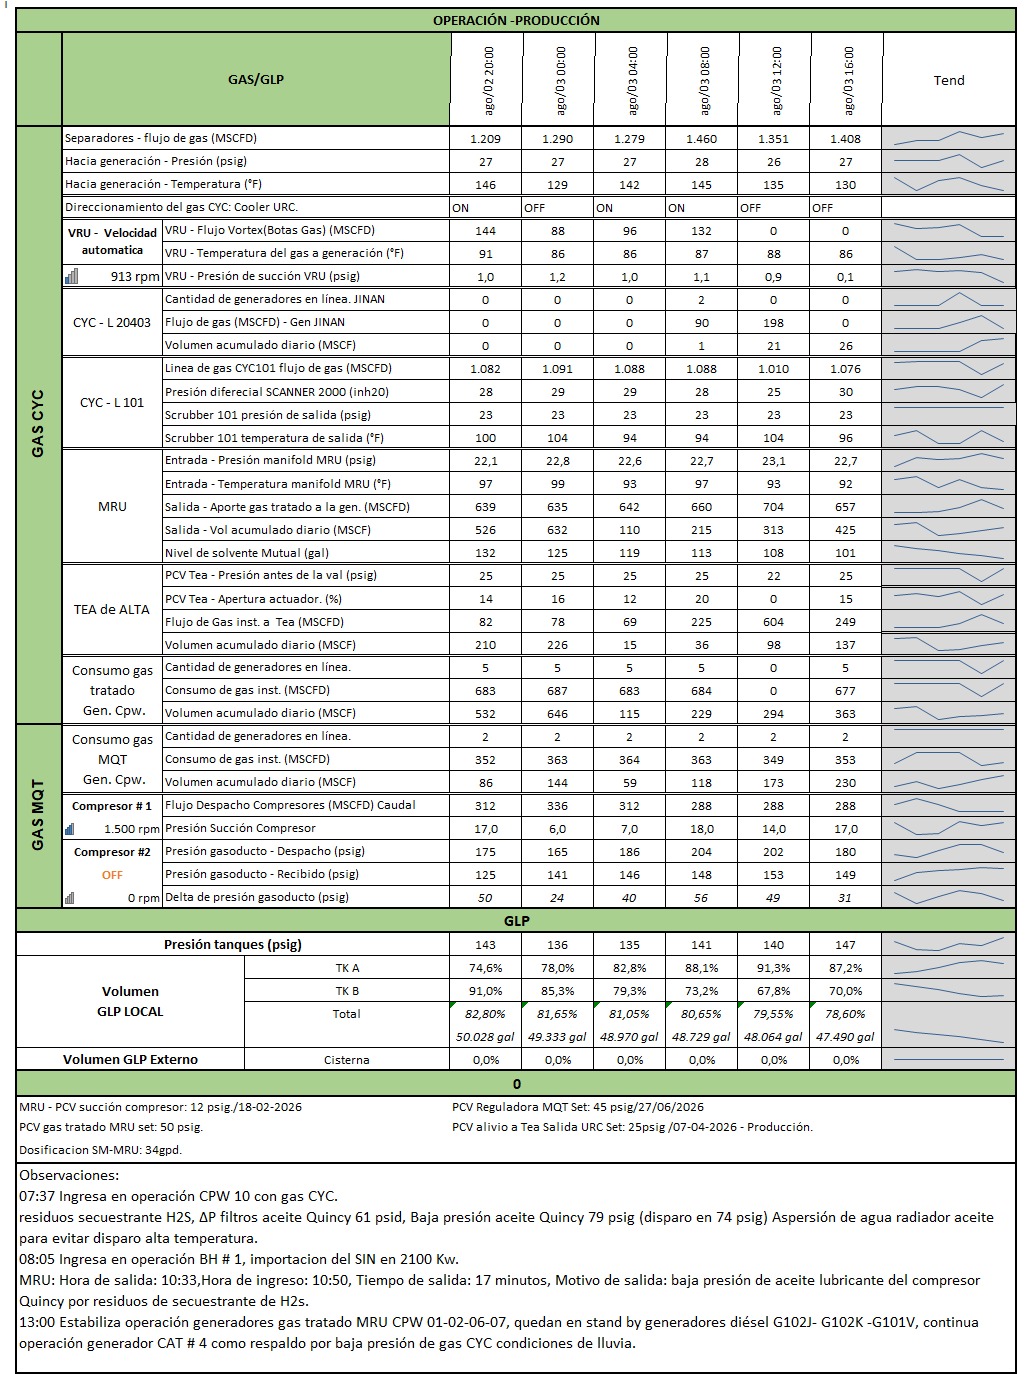 OPERACIÓN -PRODUCCIÓN
GAS/GLP ago/02 20:00 ago/03 00:00 ago/03 04:00 ago/03 08:00 ago/03 12:00 ago/03 16:00 Tend
GAS CYC
Separadores - flujo de gas (MSCFD) 1.209 1.290 1.279 1.460 1.351 1.408
Hacia generación - Presión (psig) 27 27 27 28 26 27
Hacia generación - Temperatura (°F) 146 129 142 145 135 130
Direccionamiento del gas CYC: Cooler URC. ON OFF ON ON OFF OFF
VRU - Velocidad automatica
913 rpm
VRU - Flujo Vortex(Botas Gas) (MSCFD) 144 88 96 132 0 0
VRU - Temperatura del gas a generación (°F) 91 86 86 87 88 86
VRU - Presión de succión VRU (psig) 1,0 1,2 1,0 1,1 0,9 0,1
CYC - L 20403
Cantidad de generadores en línea. JINAN 0 0 0 2 0 0
Flujo de gas (MSCFD) - Gen JINAN 0 0 0 90 198 0
Volumen acumulado diario (MSCF) 0 0 0 1 21 26
CYC - L 101
Linea de gas CYC101 flujo de gas (MSCFD) 1.082 1.091 1.088 1.088 1.010 1.076
Presión diferecial SCANNER 2000 (inh20) 28 29 29 28 25 30
Scrubber 101 presión de salida (psig) 23 23 23 23 23 23
Scrubber 101 temperatura de salida (°F) 100 104 94 94 104 96
MRU
Entrada - Presión manifold MRU (psig) 22,1 22,8 22,6 22,7 23,1 22,7
Entrada - Temperatura manifold MRU (°F) 97 99 93 97 93 92
Salida - Aporte gas tratado a la gen. (MSCFD) 639 635 642 660 704 657
Salida - Vol acumulado diario (MSCF) 526 632 110 215 313 425
Nivel de solvente Mutual (gal) 132 125 119 113 108 101
TEA de ALTA
PCV Tea - Presión antes de la val (psig) 25 25 25 25 22 25
PCV Tea - Apertura actuador. (%) 14 16 12 20 0 15
Flujo de Gas inst. a Tea (MSCFD) 82 78 69 225 604 249
Volumen acumulado diario (MSCF) 210 226 15 36 98 137
Consumo gas tratado Gen. Cpw.
Cantidad de generadores en línea. 5 5 5 5 0 5
Consumo de gas inst. (MSCFD) 683 687 683 684 0 677
Volumen acumulado diario (MSCF) 532 646 115 229 294 363
GAS MQT
Consumo gas MQT Gen. Cpw.
Cantidad de generadores en línea. 2 2 2 2 2 2
Consumo de gas inst. (MSCFD) 352 363 364 363 349 353
Volumen acumulado diario (MSCF) 86 144 59 118 173 230
Compresor # 1
1.500 rpm
Flujo Despacho Compresores (MSCFD) Caudal 312 336 312 288 288 288
Presión Succión Compresor 17,0 6,0 7,0 18,0 14,0 17,0
Compresor #2
OFF
0 rpm
Presión gasoducto - Despacho (psig) 175 165 186 204 202 180
Presión gasoducto - Recibido (psig) 125 141 146 148 153 149
Delta de presión gasoducto (psig) 50 24 40 56 49 31
GLP
Presión tanques (psig) 143 136 135 141 140 147
Volumen GLP LOCAL
TK A 74,6% 78,0% 82,8% 88,1% 91,3% 87,2%
TK B 91,0% 85,3% 79,3% 73,2% 67,8% 70,0%
Total 82,80% 81,65% 81,05% 80,65% 79,55% 78,60%
50.028 gal 49.333 gal 48.970 gal 48.729 gal 48.064 gal 47.490 gal
Volumen GLP Externo Cisterna 0,0% 0,0% 0,0% 0,0% 0,0% 0,0%
0
MRU - PCV succión compresor: 12 psig./18-02-2026 PCV Reguladora MQT Set: 45 psig/27/06/2026
PCV gas tratado MRU set: 50 psig. PCV alivio a Tea Salida URC Set: 25psig /07-04-2026 - Producción.
Dosificacion SM-MRU: 34gpd.
Observaciones:
07:37 Ingresa en operación CPW 10 con gas CYC.
residuos secuestrante H2S, ΔP filtros aceite Quincy 61 psid, Baja presión aceite Quincy 79 psig (disparo en 74 psig) Aspersión de agua radiador aceite
para evitar disparo alta temperatura.
08:05 Ingresa en operación BH # 1, importacion del SIN en 2100 Kw.
MRU: Hora de salida: 10:33,Hora de ingreso: 10:50, Tiempo de salida: 17 minutos, Motivo de salida: baja presión de aceite lubricante del compresor
Quincy por residuos de secuestrante de H2s.
13:00 Estabiliza operación generadores gas tratado MRU CPW 01-02-06-07, quedan en stand by generadores diésel G102J- G102K -G101V, continua
operación generador CAT # 4 como respaldo por baja presión de gas CYC condiciones de lluvia.